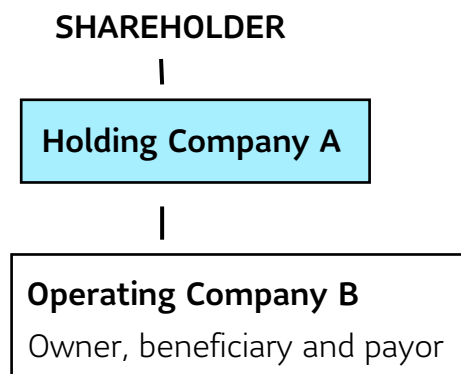 SHAREHOLDER
Holding Company A
Operating Company B
Owner, beneficiary and payor